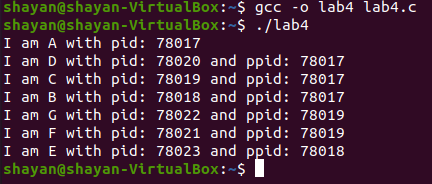 shayan@shayan-VirtualBox:~$ gcc -o lab4 lab4.c
shayan@shayan-VirtualBox:~$ ./lab4
I am A with pid: 78017
I am D with pid: 78020 and ppid: 78017
I am C with pid: 78019 and ppid: 78017
I am B with pid: 78018 and ppid: 78017
I am G with pid: 78022 and ppid: 78019
I am F with pid: 78021 and ppid: 78019
I am E with pid: 78023 and ppid: 78018
shayan@shayan-VirtualBox:~$